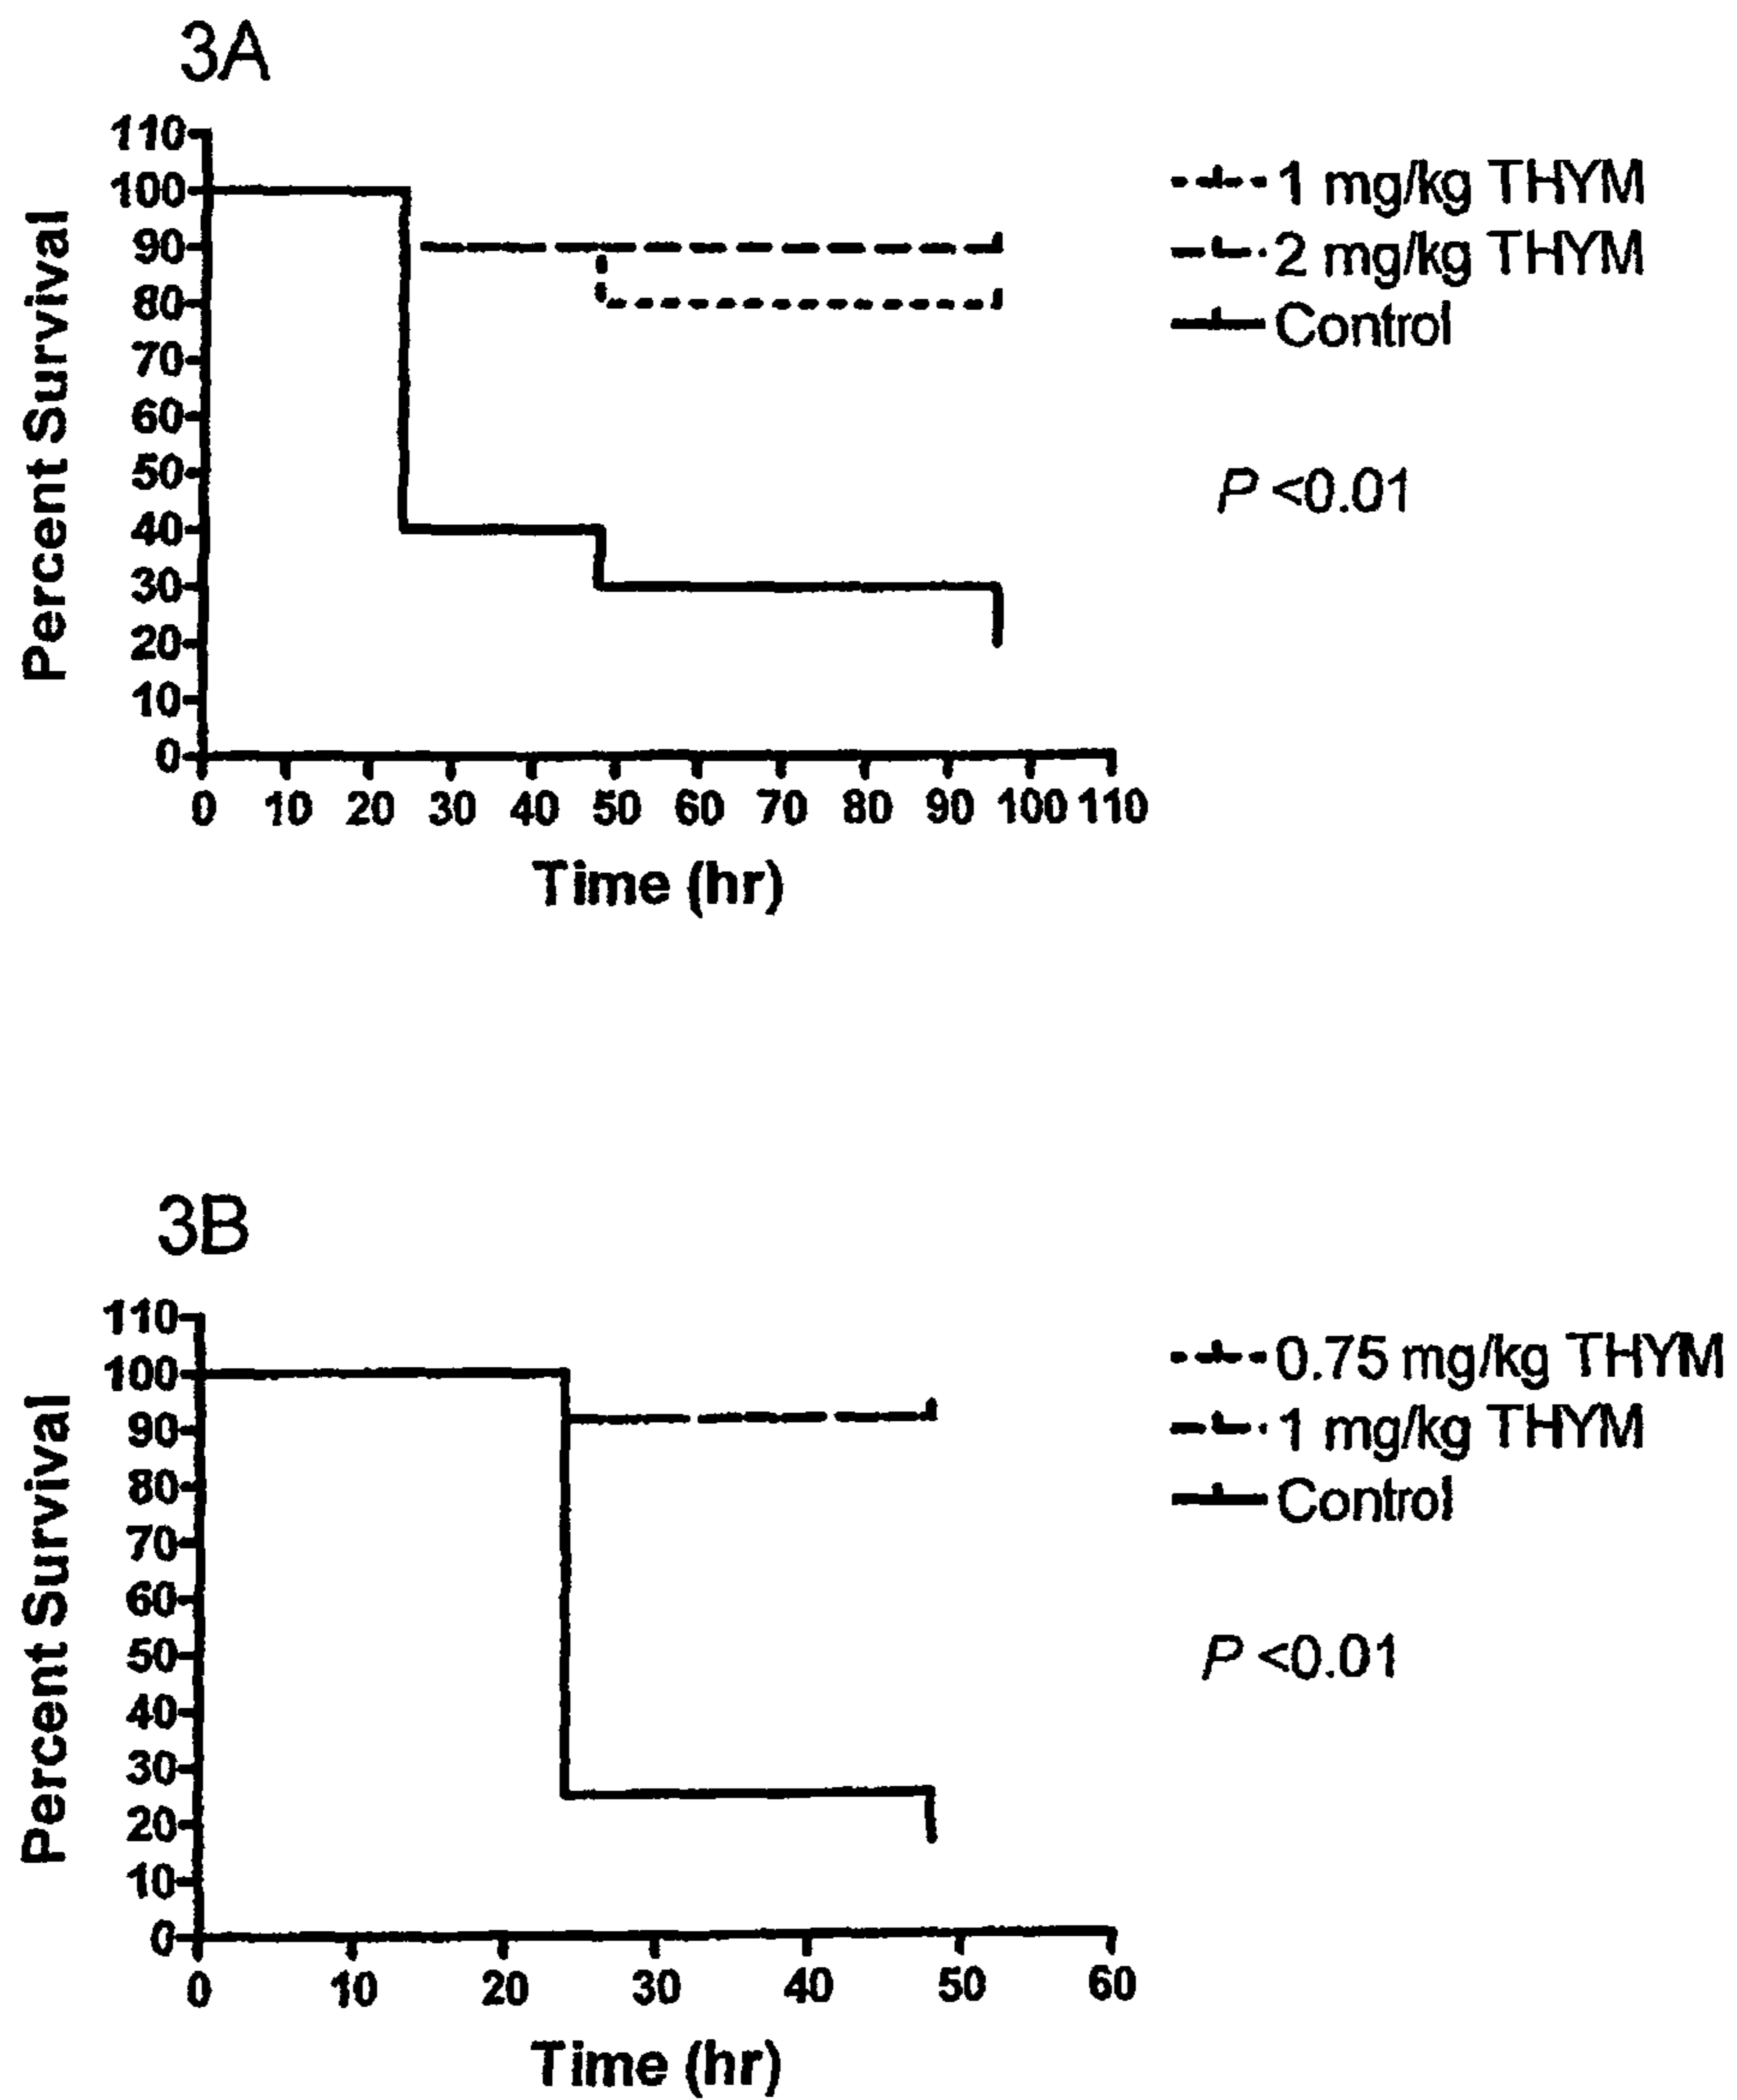 3A
110
100
90
80
70
60
50
40
30
20
10
0
Percent Survival
0 10 20 30 40 50 60 70 80 90 100 110
Time (hr)
1 mg/kg THYM
2 mg/kg THYM
Control
P <0.01
3B
110
100
90
80
70
60
50
40
30
20
10
0
Percent Survival
0 10 20 30 40 50 60
Time (hr)
0.75 mg/kg THYM
1 mg/kg THYM
Control
P <0.01